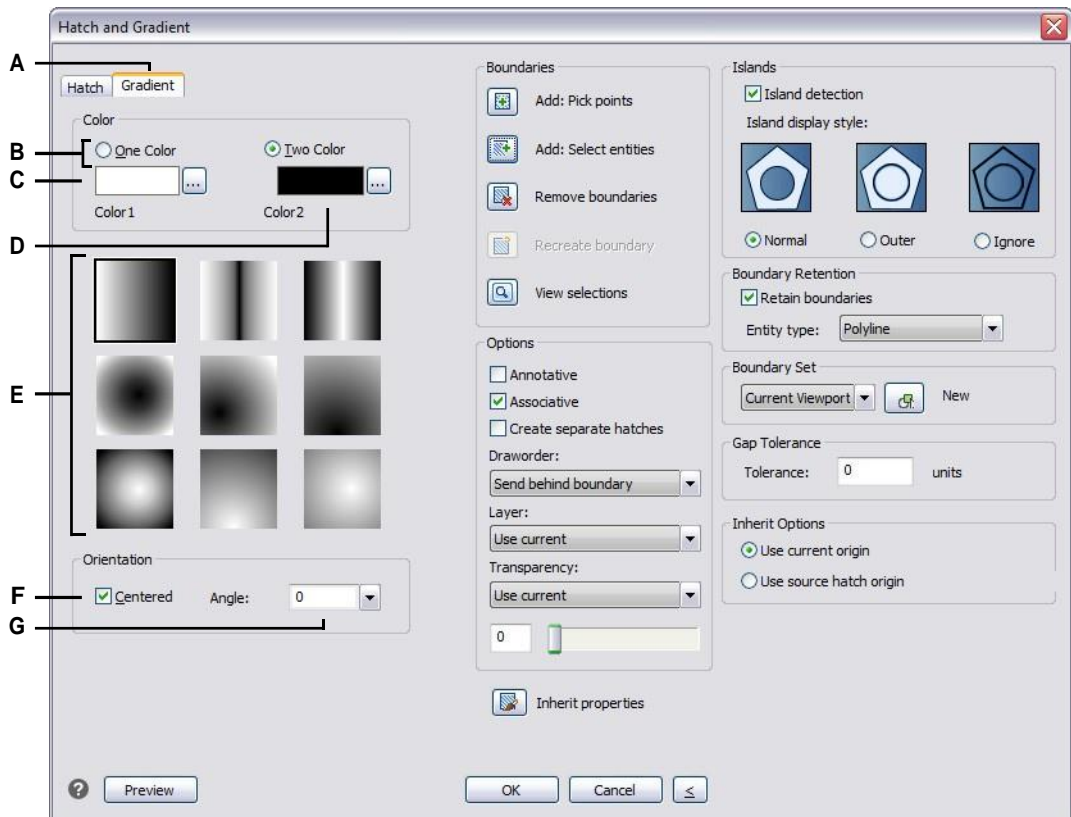 Hatch and Gradient
A
Hatch
Gradient
Color
B
One Color
Two Color
C
...
...
Color1
Color2
D
E
Orientation
F
Centered
Angle:
0
G
Boundaries
Add: Pick points
Add: Select entities
Remove boundaries
Recreate boundary
View selections
Options
Annotative
Associative
Create separate hatches
Draworder:
Send behind boundary
Layer:
Use current
Transparency:
Use current
0
Inherit properties
Islands
Island detection
Island display style:
Normal
Outer
Ignore
Boundary Retention
Retain boundaries
Entity type:
Polyline
Boundary Set
Current Viewport
New
Gap Tolerance
Tolerance:
0
units
Inherit Options
Use current origin
Use source hatch origin
?
Preview
OK
Cancel
<